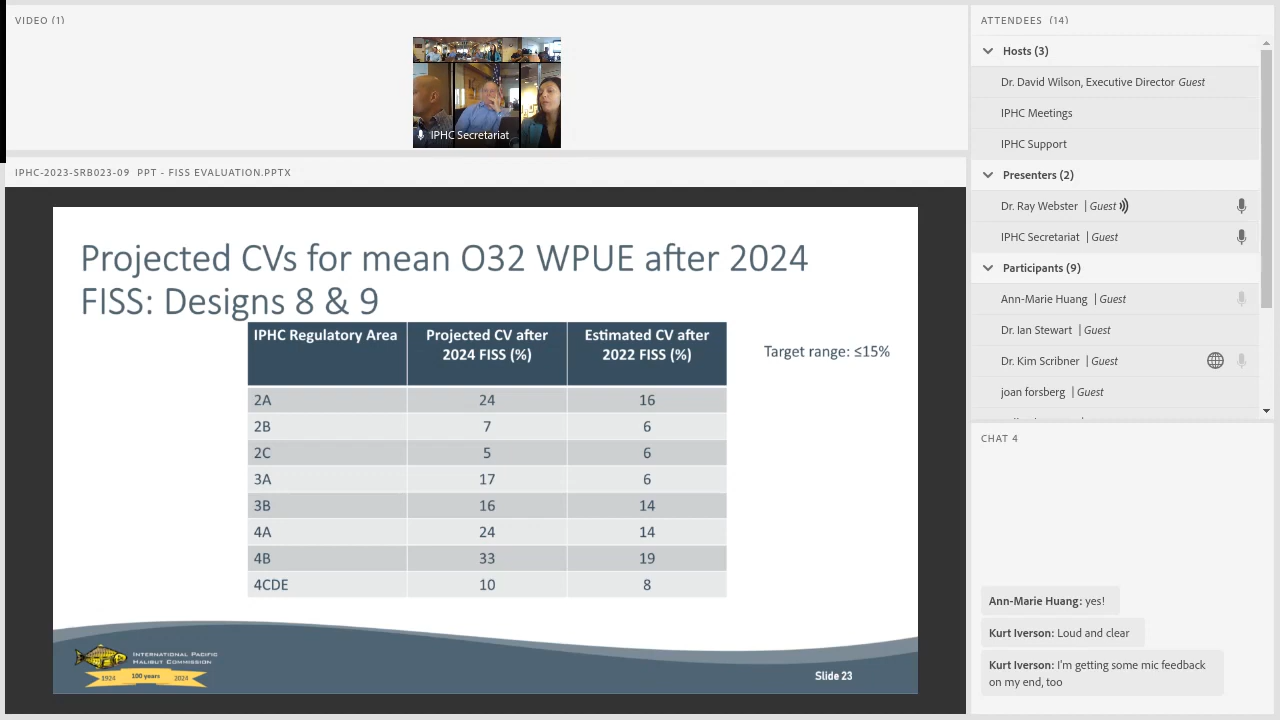 VIDEO (1)
IPHC Secretariat
IPHC-2023-SRB023-09 PPT - FISS EVALUATION.PPTX
Projected CVs for mean O32 WPUE after 2024
FISS: Designs 8 & 9
IPHC Regulatory Area Projected CV after Estimated CV after
2024 FISS (%) 2022 FISS (%)
Target range: ≤15%
2A 24 16
2B 7 6
2C 5 6
3A 17 6
3B 16 14
4A 24 14
4B 33 19
4CDE 10 8
INTERNATIONAL PACIFIC
HALIBUT COMMISSION
1924 100 years 2024
Slide 23
ATTENDEES (14)
Hosts (3)
Dr. David Wilson, Executive Director Guest
IPHC Meetings
IPHC Support
Presenters (2)
Dr. Ray Webster | Guest
IPHC Secretariat | Guest
Participants (9)
Ann-Marie Huang | Guest
Dr. Ian Stewart | Guest
Dr. Kim Scribner | Guest
joan forsberg | Guest
CHAT 4
Ann-Marie Huang: yes!
Kurt Iverson: Loud and clear
Kurt Iverson: I'm getting some mic feedback
on my end, too